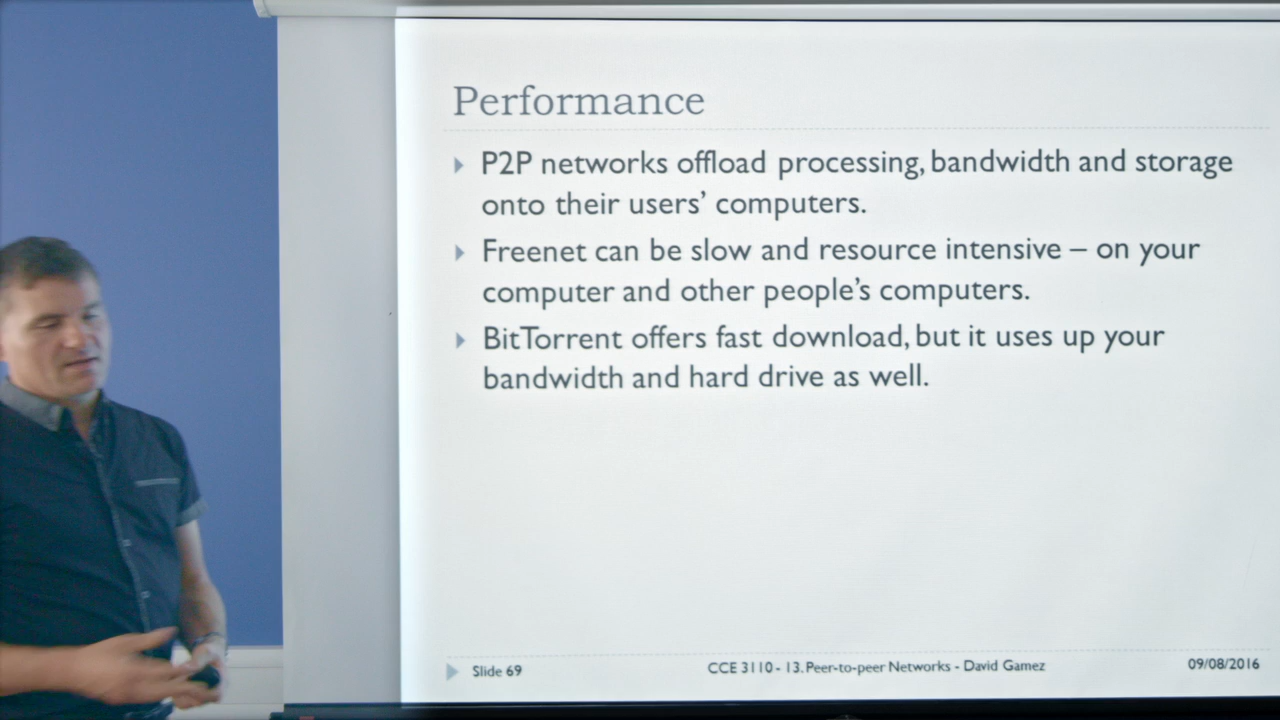 Performance
P2P networks offload processing, bandwidth and storage
onto their users’ computers.
Freenet can be slow and resource intensive – on your
computer and other people’s computers.
BitTorrent offers fast download, but it uses up your
bandwidth and hard drive as well.
Slide 69
CCE 3110 - 13. Peer-to-peer Networks - David Gamez
09/08/2016